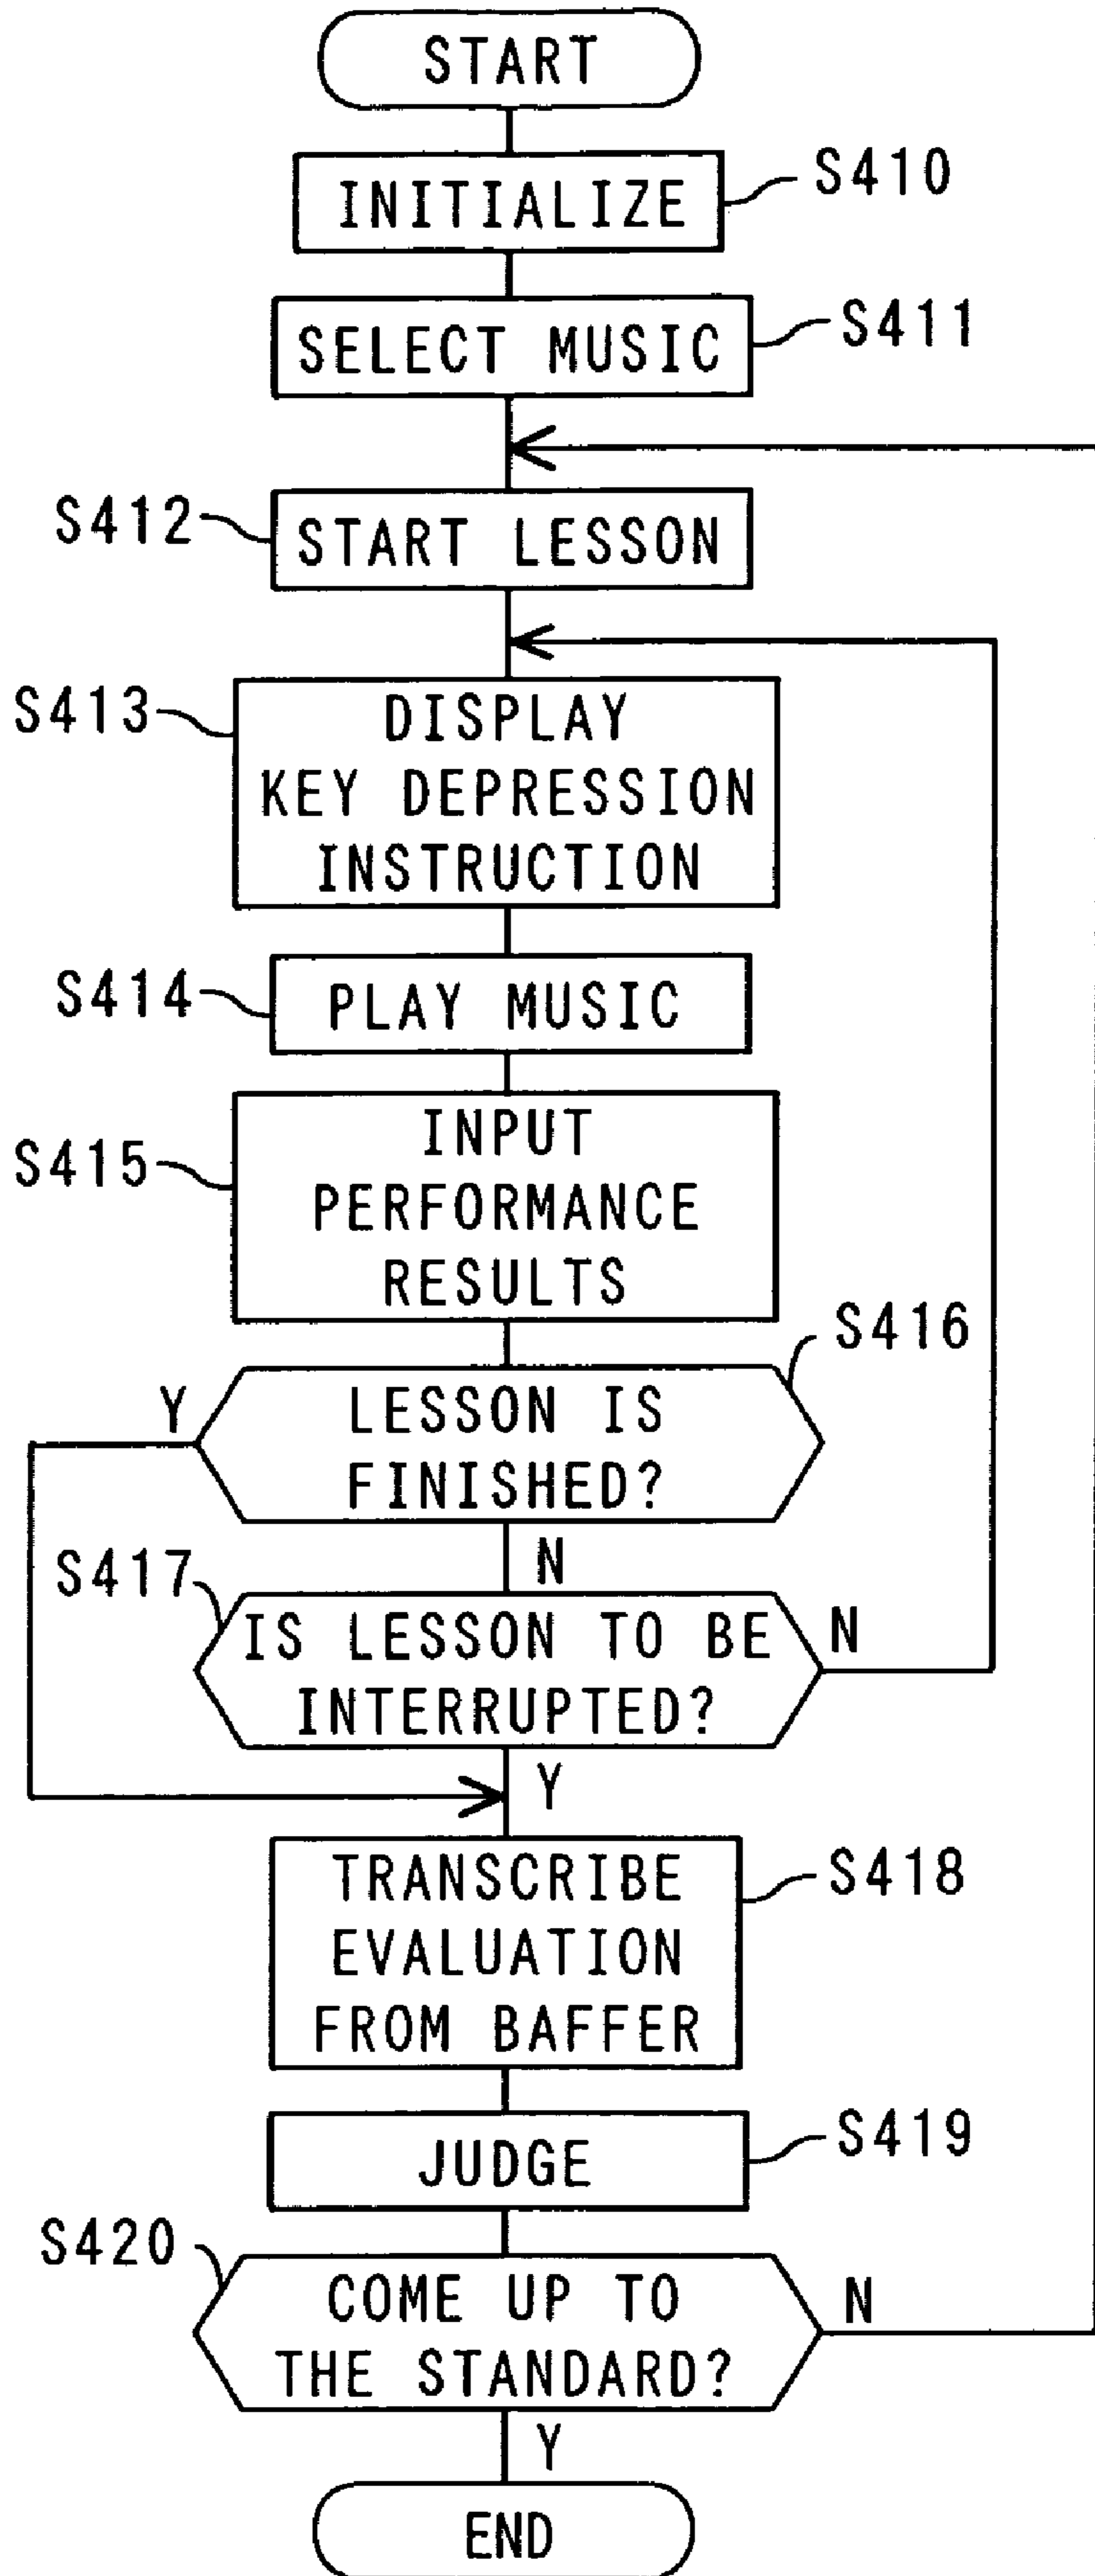 START
INITIALIZE
S410
SELECT MUSIC
S411
S412
START LESSON
S413
DISPLAY
KEY DEPRESSION
INSTRUCTION
S414
PLAY MUSIC
S415
INPUT
PERFORMANCE
RESULTS
S416
Y
LESSON IS
FINISHED?
N
S417
IS LESSON TO BE
INTERRUPTED?
N
Y
TRANSCRIBE
EVALUATION
FROM BAFFER
S418
JUDGE
S419
S420
COME UP TO
THE STANDARD?
N
Y
END